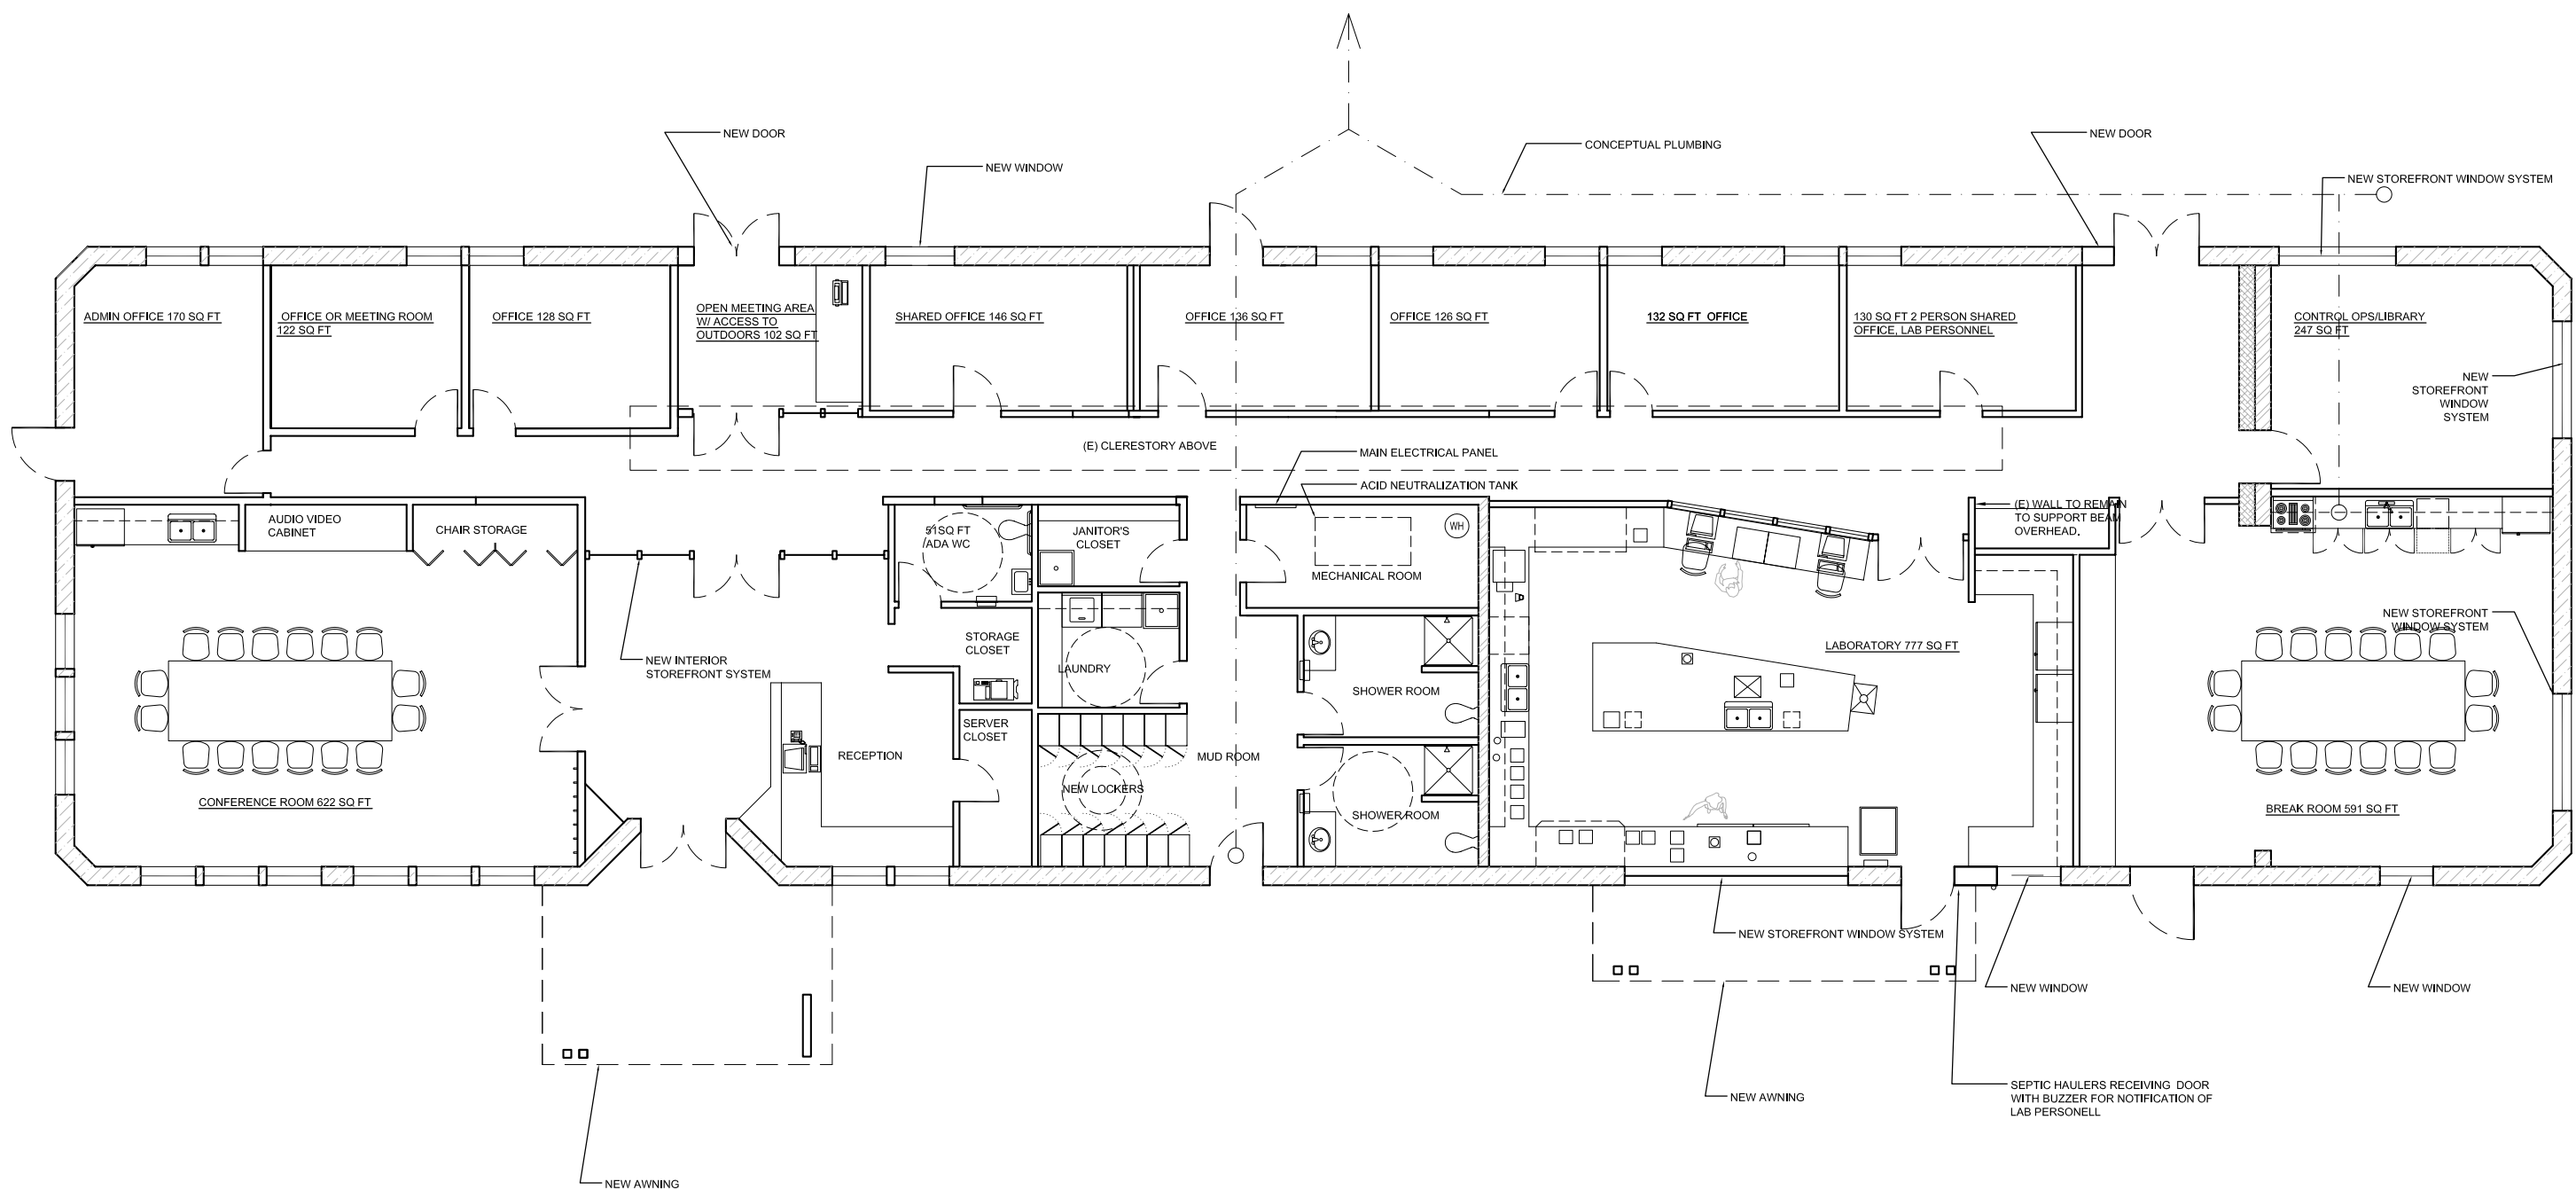 NEW DOOR
NEW WINDOW
CONCEPTUAL PLUMBING
NEW DOOR
NEW STOREFRONT WINDOW SYSTEM
ADMIN OFFICE 170 SQ FT
OFFICE OR MEETING ROOM
122 SQ FT
OFFICE 128 SQ FT
OPEN MEETING AREA
W/ ACCESS TO
OUTDOORS 102 SQ FT
SHARED OFFICE 146 SQ FT
OFFICE 136 SQ FT
OFFICE 126 SQ FT
132 SQ FT  OFFICE
130 SQ FT 2 PERSON SHARED
OFFICE, LAB PERSONNEL
CONTROL OPS/LIBRARY
247 SQ FT
NEW
STOREFRONT
WINDOW
SYSTEM
(E) CLERESTORY ABOVE
MAIN ELECTRICAL PANEL
ACID NEUTRALIZATION TANK
AUDIO VIDEO
CABINET
CHAIR STORAGE
51SQ FT
ADA WC
JANITOR'S
CLOSET
WH
MECHANICAL ROOM
(E) WALL TO REMAIN
TO SUPPORT BEAM
OVERHEAD.
NEW INTERIOR
STOREFRONT SYSTEM
STORAGE
CLOSET
LAUNDRY
SHOWER ROOM
LABORATORY 777 SQ FT
NEW STOREFRONT
WINDOW SYSTEM
SERVER
CLOSET
RECEPTION
MUD ROOM
NEW LOCKERS
SHOWER ROOM
CONFERENCE ROOM 622 SQ FT
BREAK ROOM 591 SQ FT
NEW STOREFRONT WINDOW SYSTEM
NEW WINDOW
NEW WINDOW
NEW AWNING
SEPTIC HAULERS RECEIVING  DOOR
WITH BUZZER FOR NOTIFICATION OF
LAB PERSONELL
NEW AWNING